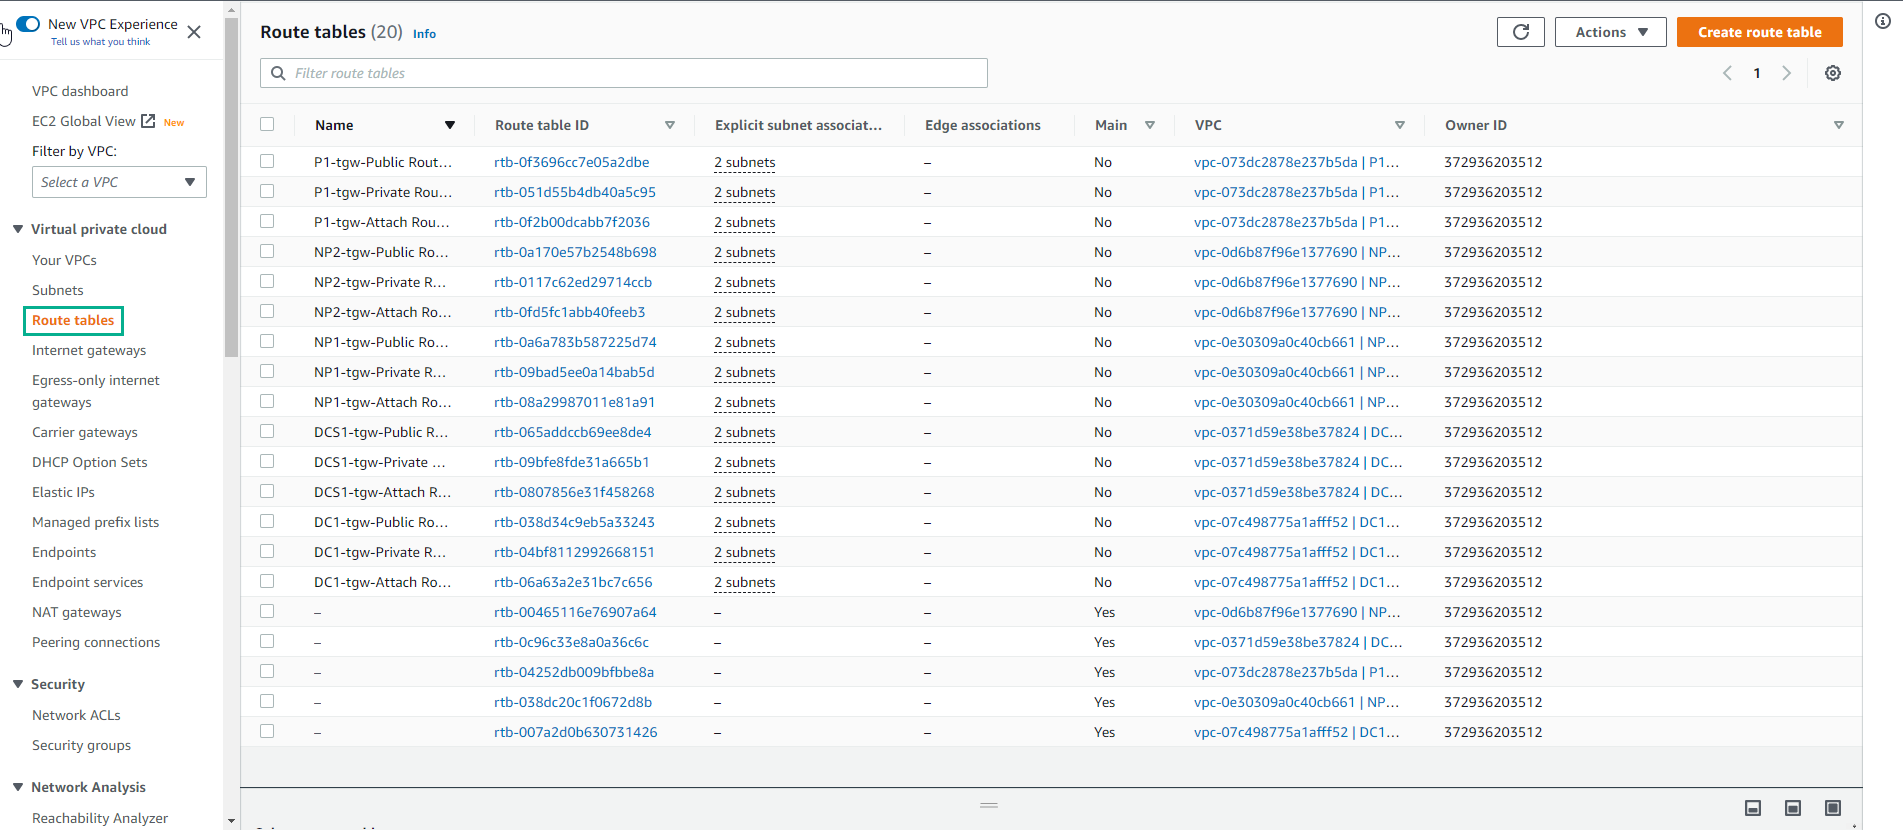 New VPC Experience
Tell us what you think
VPC dashboard
EC2 Global View New
Filter by VPC:
Select a VPC
Virtual private cloud
Your VPCs
Subnets
Route tables
Internet gateways
Egress-only internet
gateways
Carrier gateways
DHCP Option Sets
Elastic IPs
Managed prefix lists
Endpoints
Endpoint services
NAT gateways
Peering connections
Security
Network ACLs
Security groups
Network Analysis
Reachability Analyzer
Route tables (20) Info
Actions
Create route table
Filter route tables
1
Name Route table ID Explicit subnet associat... Edge associations Main VPC Owner ID
P1-tgw-Public Rout... rtb-0f3696cc7e05a2dbe 2 subnets – No vpc-073dc2878e237b5da | P1... 372936203512
P1-tgw-Private Rou... rtb-051d55b4db40a5c95 2 subnets – No vpc-073dc2878e237b5da | P1... 372936203512
P1-tgw-Attach Rou... rtb-0f2b00dcabb7f2036 2 subnets – No vpc-073dc2878e237b5da | P1... 372936203512
NP2-tgw-Public Ro... rtb-0a170e57b2548b698 2 subnets – No vpc-0d6b87f96e1377690 | NP... 372936203512
NP2-tgw-Private R... rtb-0117c62ed29714ccb 2 subnets – No vpc-0d6b87f96e1377690 | NP... 372936203512
NP2-tgw-Attach Ro... rtb-0fd5fc1abb40feeb3 2 subnets – No vpc-0d6b87f96e1377690 | NP... 372936203512
NP1-tgw-Public Ro... rtb-0a6a783b587225d74 2 subnets – No vpc-0e30309a0c40cb661 | NP... 372936203512
NP1-tgw-Private R... rtb-09bad5ee0a14bab5d 2 subnets – No vpc-0e30309a0c40cb661 | NP... 372936203512
NP1-tgw-Attach Ro... rtb-08a29987011e81a91 2 subnets – No vpc-0e30309a0c40cb661 | NP... 372936203512
DCS1-tgw-Public R... rtb-065addccb69ee8de4 2 subnets – No vpc-0371d59e38be37824 | DC... 372936203512
DCS1-tgw-Private ... rtb-09bfe8fde31a665b1 2 subnets – No vpc-0371d59e38be37824 | DC... 372936203512
DCS1-tgw-Attach R... rtb-0807856e31f458268 2 subnets – No vpc-0371d59e38be37824 | DC... 372936203512
DC1-tgw-Public Ro... rtb-038d34c9eb5a33243 2 subnets – No vpc-07c498775a1afff52 | DC1... 372936203512
DC1-tgw-Private R... rtb-04bf8112992668151 2 subnets – No vpc-07c498775a1afff52 | DC1... 372936203512
DC1-tgw-Attach Ro... rtb-06a63a2e31bc7c656 2 subnets – No vpc-07c498775a1afff52 | DC1... 372936203512
– rtb-00465116e76907a64 – – Yes vpc-0d6b87f96e1377690 | NP... 372936203512
– rtb-0c96c33e8a0a36c6c – – Yes vpc-0371d59e38be37824 | DC... 372936203512
– rtb-04252db009bfbbe8a – – Yes vpc-073dc2878e237b5da | P1... 372936203512
– rtb-038dc20c1f0672d8b – – Yes vpc-0e30309a0c40cb661 | NP... 372936203512
– rtb-007a2d0b630731426 – – Yes vpc-07c498775a1afff52 | DC1... 372936203512